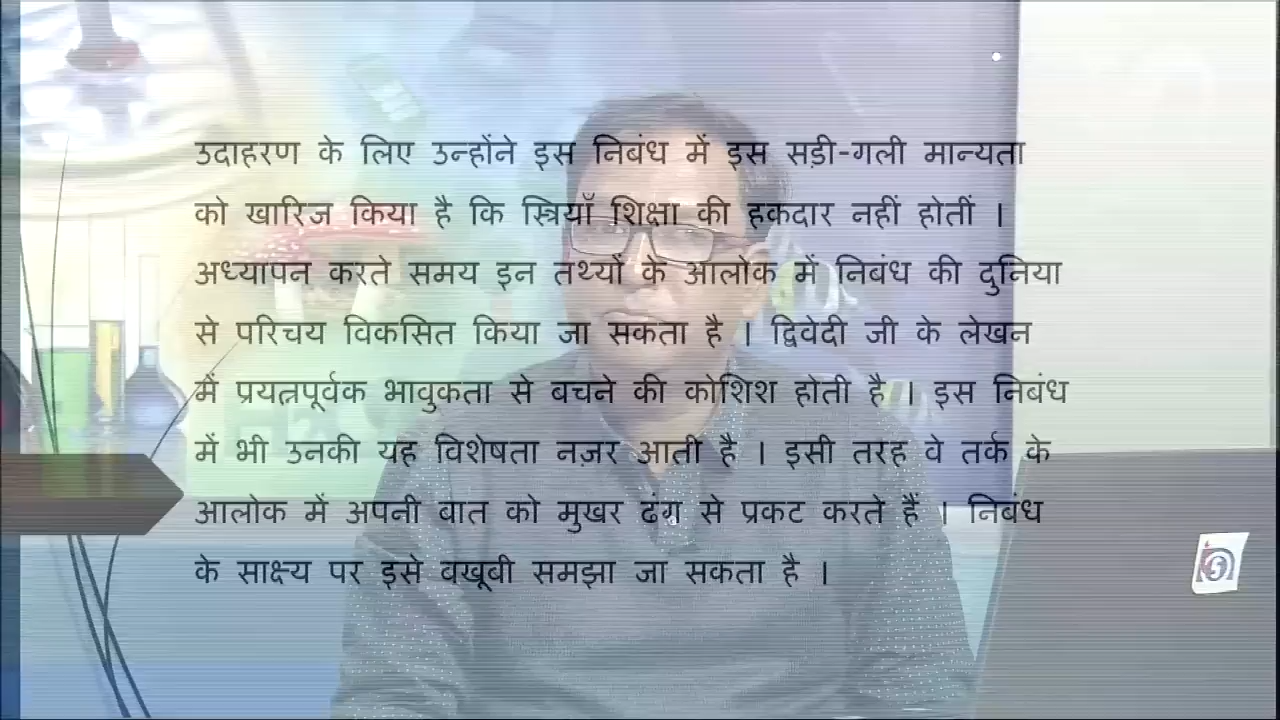 उदाहरण के लिए उन्होंने इस निबंध में इस सड़ी-गली मान्यता
को खारिज किया है कि स्त्रियाँ शिक्षा की हकदार नहीं होतीं ।
अध्यापन करते समय इन तथ्यों के आलोक में निबंध की दुनिया
से परिचय विकसित किया जा सकता है । द्विवेदी जी के लेखन
में प्रयत्नपूर्वक भावुकता से बचने की कोशिश होती है । इस निबंध
में भी उनकी यह विशेषता नज़र आती है । इसी तरह वे तर्क के
आलोक में अपनी बात को मुखर ढंग से प्रकट करते हैं । निबंध
के साक्ष्य पर इसे बखूबी समझा जा सकता है ।